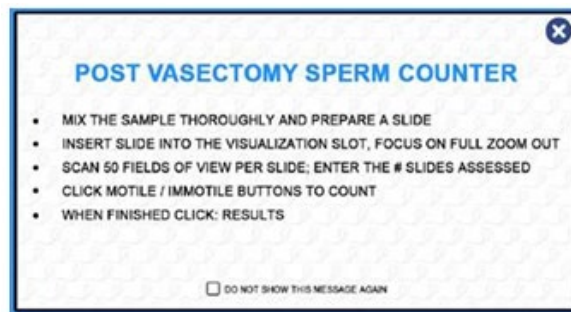 POST VASECTOMY SPERM COUNTER
• MIX THE SAMPLE THOROUGHLY AND PREPARE A SLIDE
• INSERT SLIDE INTO THE VISUALIZATION SLOT, FOCUS ON FULL ZOOM OUT
• SCAN 50 FIELDS OF VIEW PER SLIDE; ENTER THE # SLIDES ASSESSED
• CLICK MOTILE / IMMOTILE BUTTONS TO COUNT
• WHEN FINISHED CLICK: RESULTS
DO NOT SHOW THIS MESSAGE AGAIN